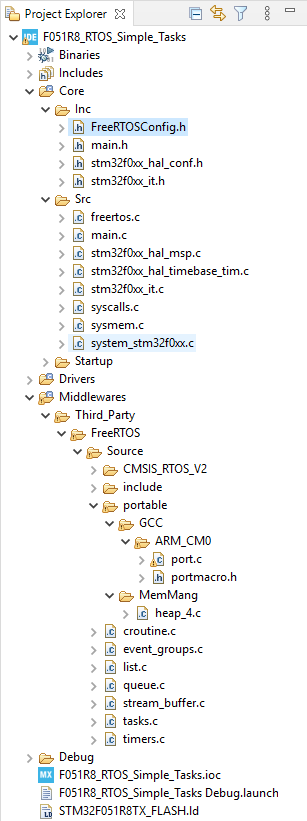 Project Explorer
F051R8_RTOS_Simple_Tasks
Binaries
Includes
Core
Inc
FreeRTOSConfig.h
main.h
stm32f0xx_hal_conf.h
stm32f0xx_it.h
Src
freertos.c
main.c
stm32f0xx_hal_msp.c
stm32f0xx_hal_timebase_tim.c
stm32f0xx_it.c
syscalls.c
sysmem.c
system_stm32f0xx.c
Startup
Drivers
Middlewares
Third_Party
FreeRTOS
Source
CMSIS_RTOS_V2
include
portable
GCC
ARM_CM0
port.c
portmacro.h
MemMang
heap_4.c
croutine.c
event_groups.c
list.c
queue.c
stream_buffer.c
tasks.c
timers.c
Debug
F051R8_RTOS_Simple_Tasks.ioc
F051R8_RTOS_Simple_Tasks Debug.launch
STM32F051R8TX_FLASH.ld